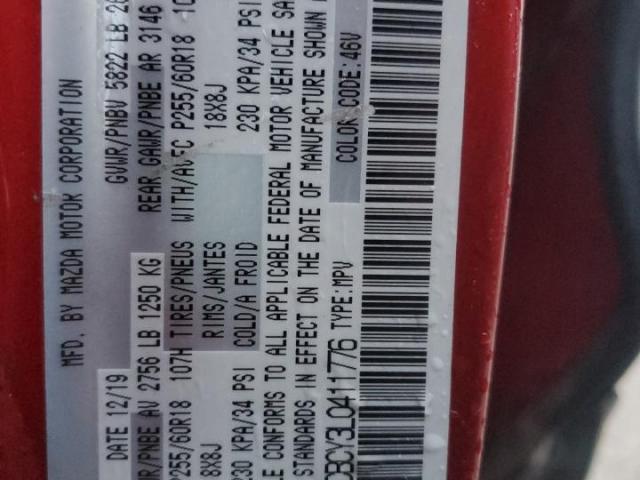 MFD. BY MAZDA MOTOR CORPORATION
DATE 12/19 GVWR/PNBV 5822 LB
/PNBE AV 2756 LB 1250 KG REAR GAWR/PNBE AR 3146
P255/60R18 107H TIRES/PNEUS WITH/AVEC P255/60R18
18X8J RIMS/JANTES 18X8J
230 KPA/34 PSI COLD/A FROID 230 KPA/34 PSI
CONFORMS TO ALL APPLICABLE FEDERAL MOTOR VEHICLE
STANDARDS IN EFFECT ON THE DATE OF MANUFACTURE SHOWN
BCY3L0411776 TYPE:MPV COLOR CODE:46V